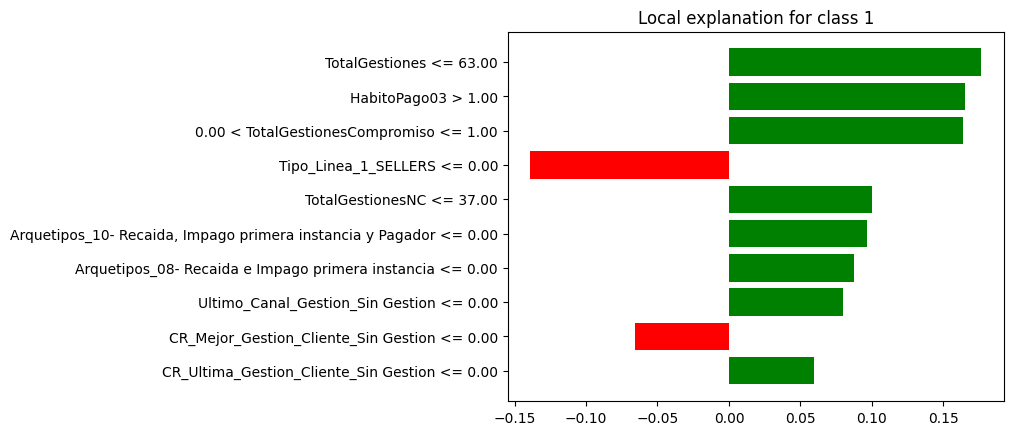 Local explanation for class 1
TotalGestiones <= 63.00
HabitoPago03 > 1.00
0.00 < TotalGestionesCompromiso <= 1.00
Tipo_Linea_1_SELLERS <= 0.00
TotalGestionesNC <= 37.00
Arquetipos_10- Recaida, Impago primera instancia y Pagador <= 0.00
Arquetipos_08- Recaida e Impago primera instancia <= 0.00
Ultimo_Canal_Gestion_Sin Gestion <= 0.00
CR_Mejor_Gestion_Cliente_Sin Gestion <= 0.00
CR_Ultima_Gestion_Cliente_Sin Gestion <= 0.00
−0.15 −0.10 −0.05 0.00 0.05 0.10 0.15